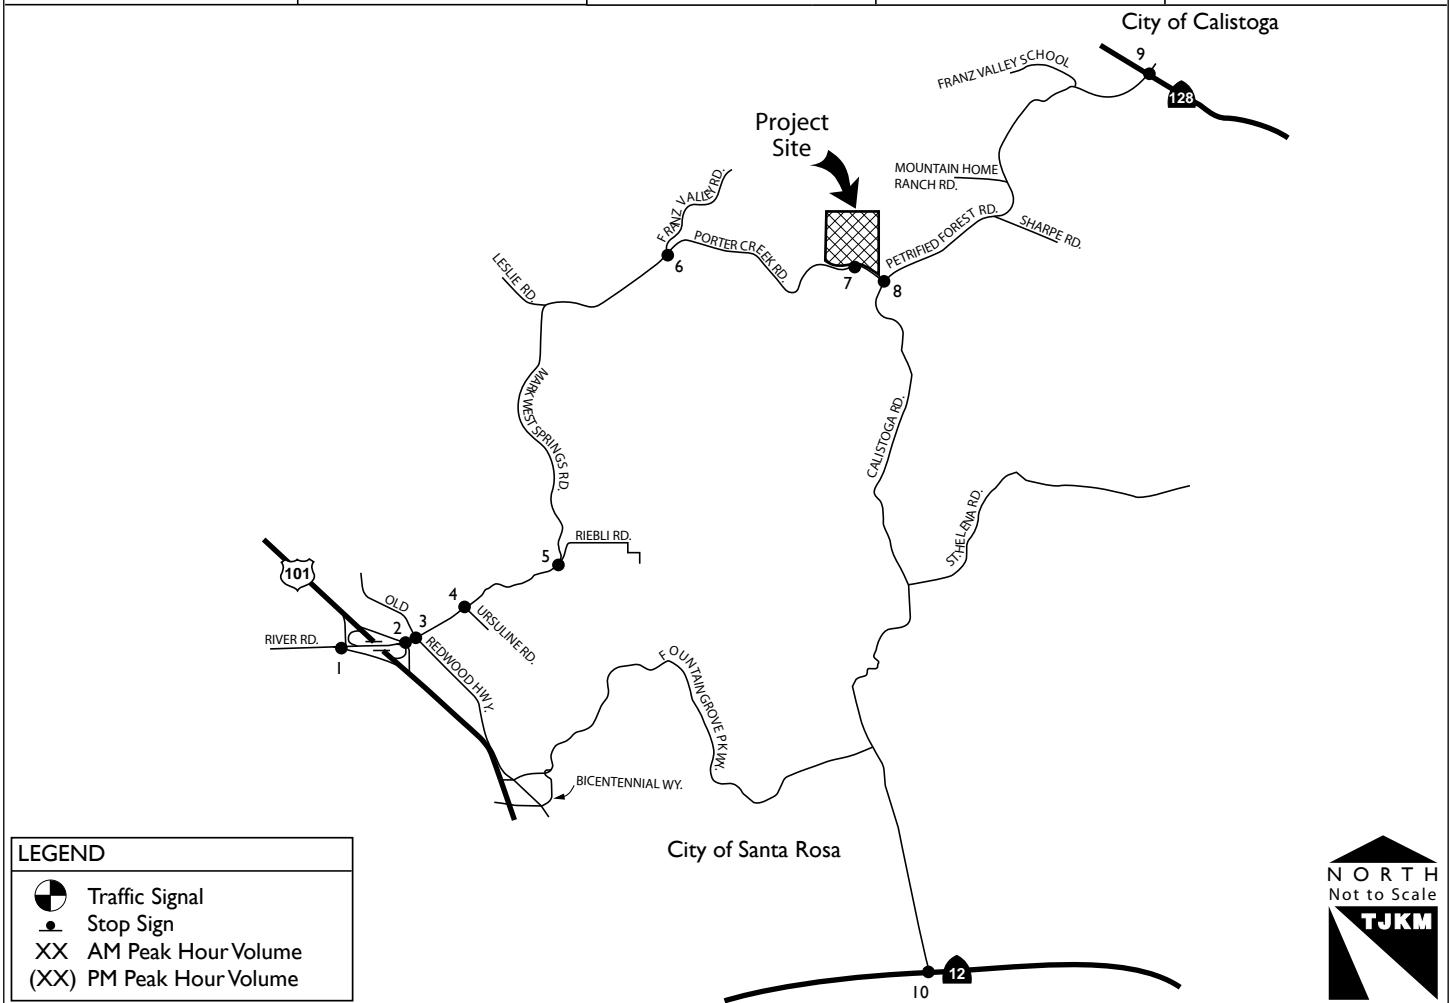 City of Calistoga
9
FRANZ VALLEY SCHOOL
128
Project
Site
MOUNTAIN HOME
RANCH RD.
FRANZ VALLEY RD.
PETRIFIED FOREST RD.
SHARPE RD.
PORTER CREEK RD.
LESLIE RD.
6
7
8
MARK WEST SPRINGS RD.
CALISTOGA RD.
ST. HELENA RD.
RIEBLI RD.
5
101
4
OLD
3
URSULINE RD.
2
RIVER RD.
1
REDWOOD HWY.
FOUNTAINGROVE PKWY.
BICENTENNIAL WY.
City of Santa Rosa
LEGEND
Traffic Signal
Stop Sign
XX AM Peak Hour Volume
(XX) PM Peak Hour Volume
NORTH
Not to Scale
TJKM
12
10